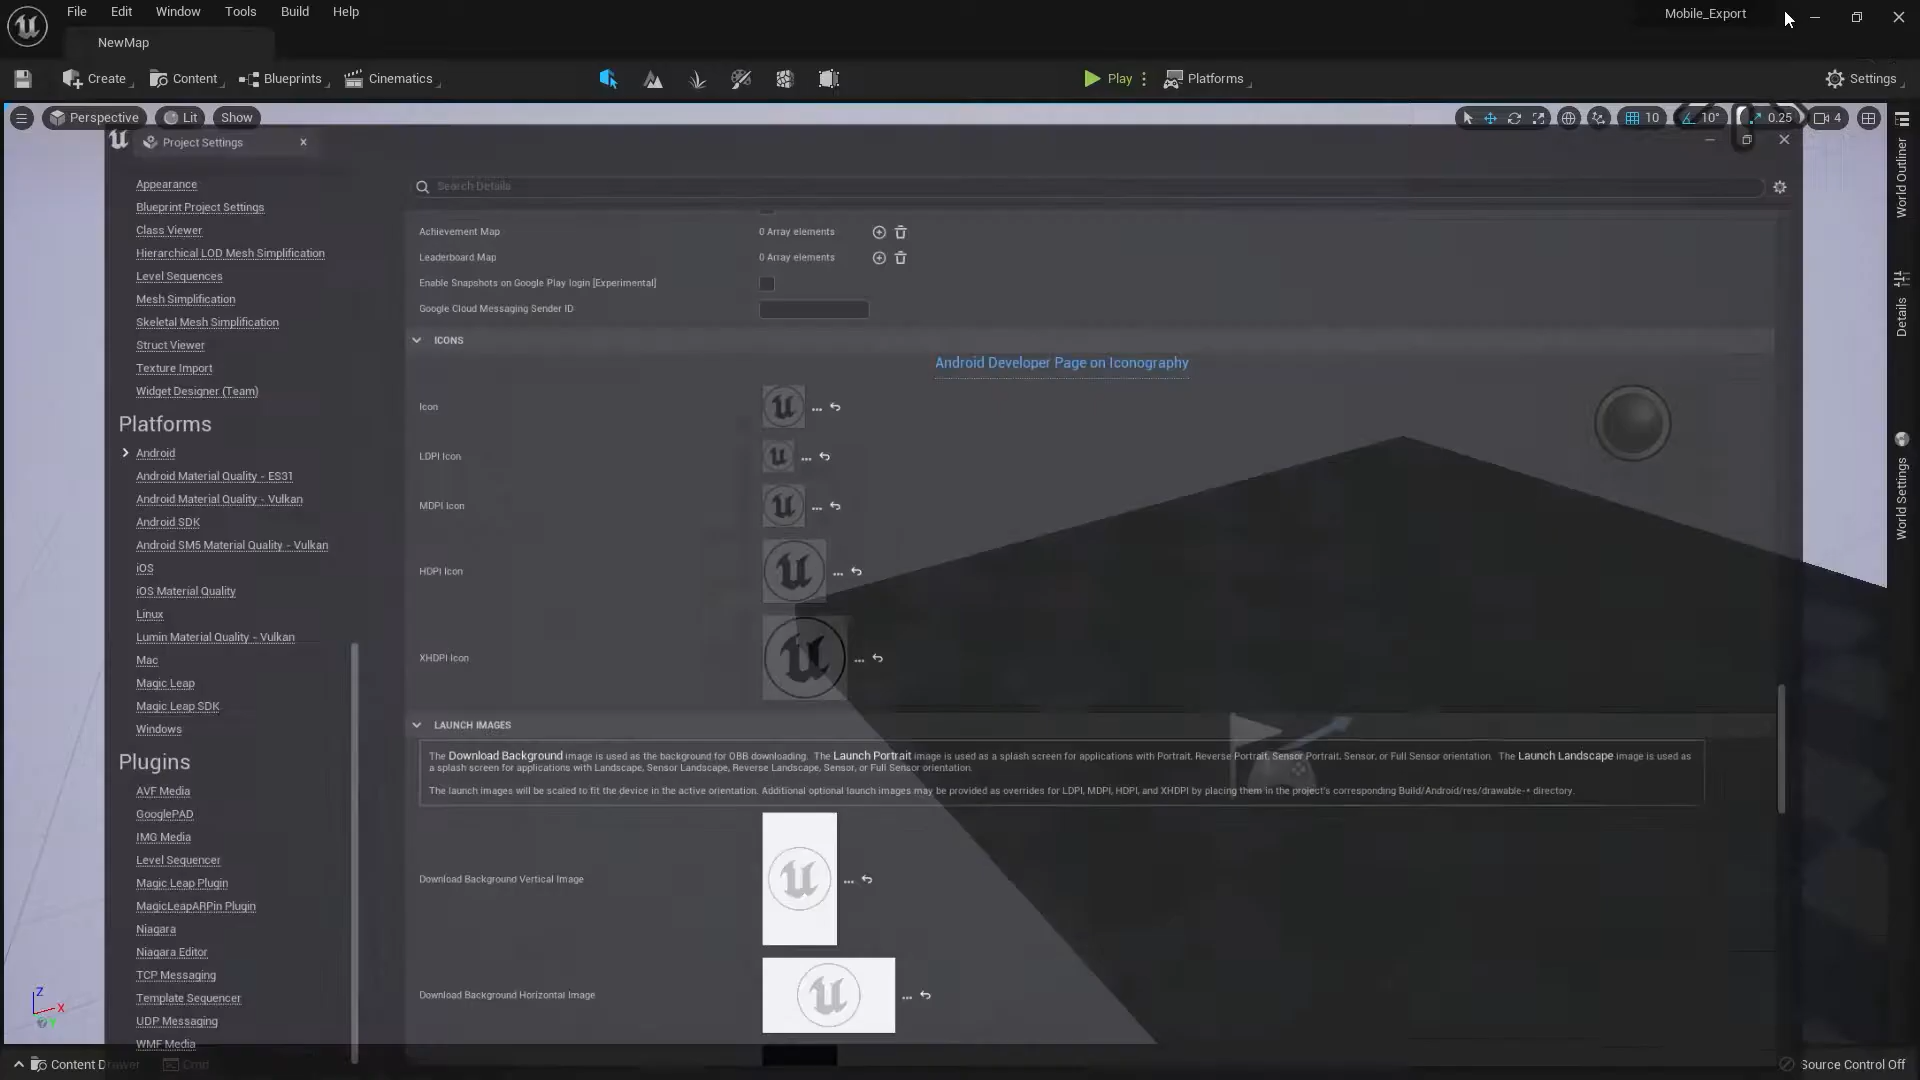 File Edit Window Tools Build Help
Mobile_Export
NewMap
Create Content Blueprints Cinematics Play Platforms Settings
Perspective Lit Show 10 10° 0.25 4
Project Settings
Search Details
Appearance
Blueprint Project Settings
Class Viewer
Hierarchical LOD Mesh Simplification
Level Sequences
Mesh Simplification
Skeletal Mesh Simplification
Struct Viewer
Texture Import
Widget Designer (Team)
Platforms
Android
Android Material Quality - ES31
Android Material Quality - Vulkan
Android SDK
Android SM5 Material Quality - Vulkan
iOS
iOS Material Quality
Linux
Lumin Material Quality - Vulkan
Mac
Magic Leap
Magic Leap SDK
Windows
Plugins
AVF Media
GooglePAD
IMG Media
Level Sequencer
Magic Leap Plugin
MagicLeapARPin Plugin
Niagara
Niagara Editor
TCP Messaging
Template Sequencer
UDP Messaging
WMF Media
Achievement Map 0 Array elements
Leaderboard Map 0 Array elements
Enable Snapshots on Google Play login [Experimental]
Google Cloud Messaging Sender ID
ICONS
Android Developer Page on Iconography
Icon
LDPI Icon
MDPI Icon
HDPI Icon
XHDPI Icon
LAUNCH IMAGES
The Download Background image is used as the background for OBB downloading. The Launch Portrait image is used as a splash screen for applications with Portrait, Reverse Portrait, Sensor Portrait, Sensor, or Full Sensor orientation. The Launch Landscape image is used as
a splash screen for applications with Landscape, Sensor Landscape, Reverse Landscape, Sensor, or Full Sensor orientation.
The launch images will be scaled to fit the device in the active orientation. Additional optional launch images may be provided as overrides for LDPI, MDPI, HDPI, and XHDPI by placing them in the project's corresponding Build/Android/res/drawable-* directory.
Download Background Vertical Image
Download Background Horizontal Image
World Outliner
Details
World Settings
Z
X
Y
Content Drawer Cmd
Source Control Off